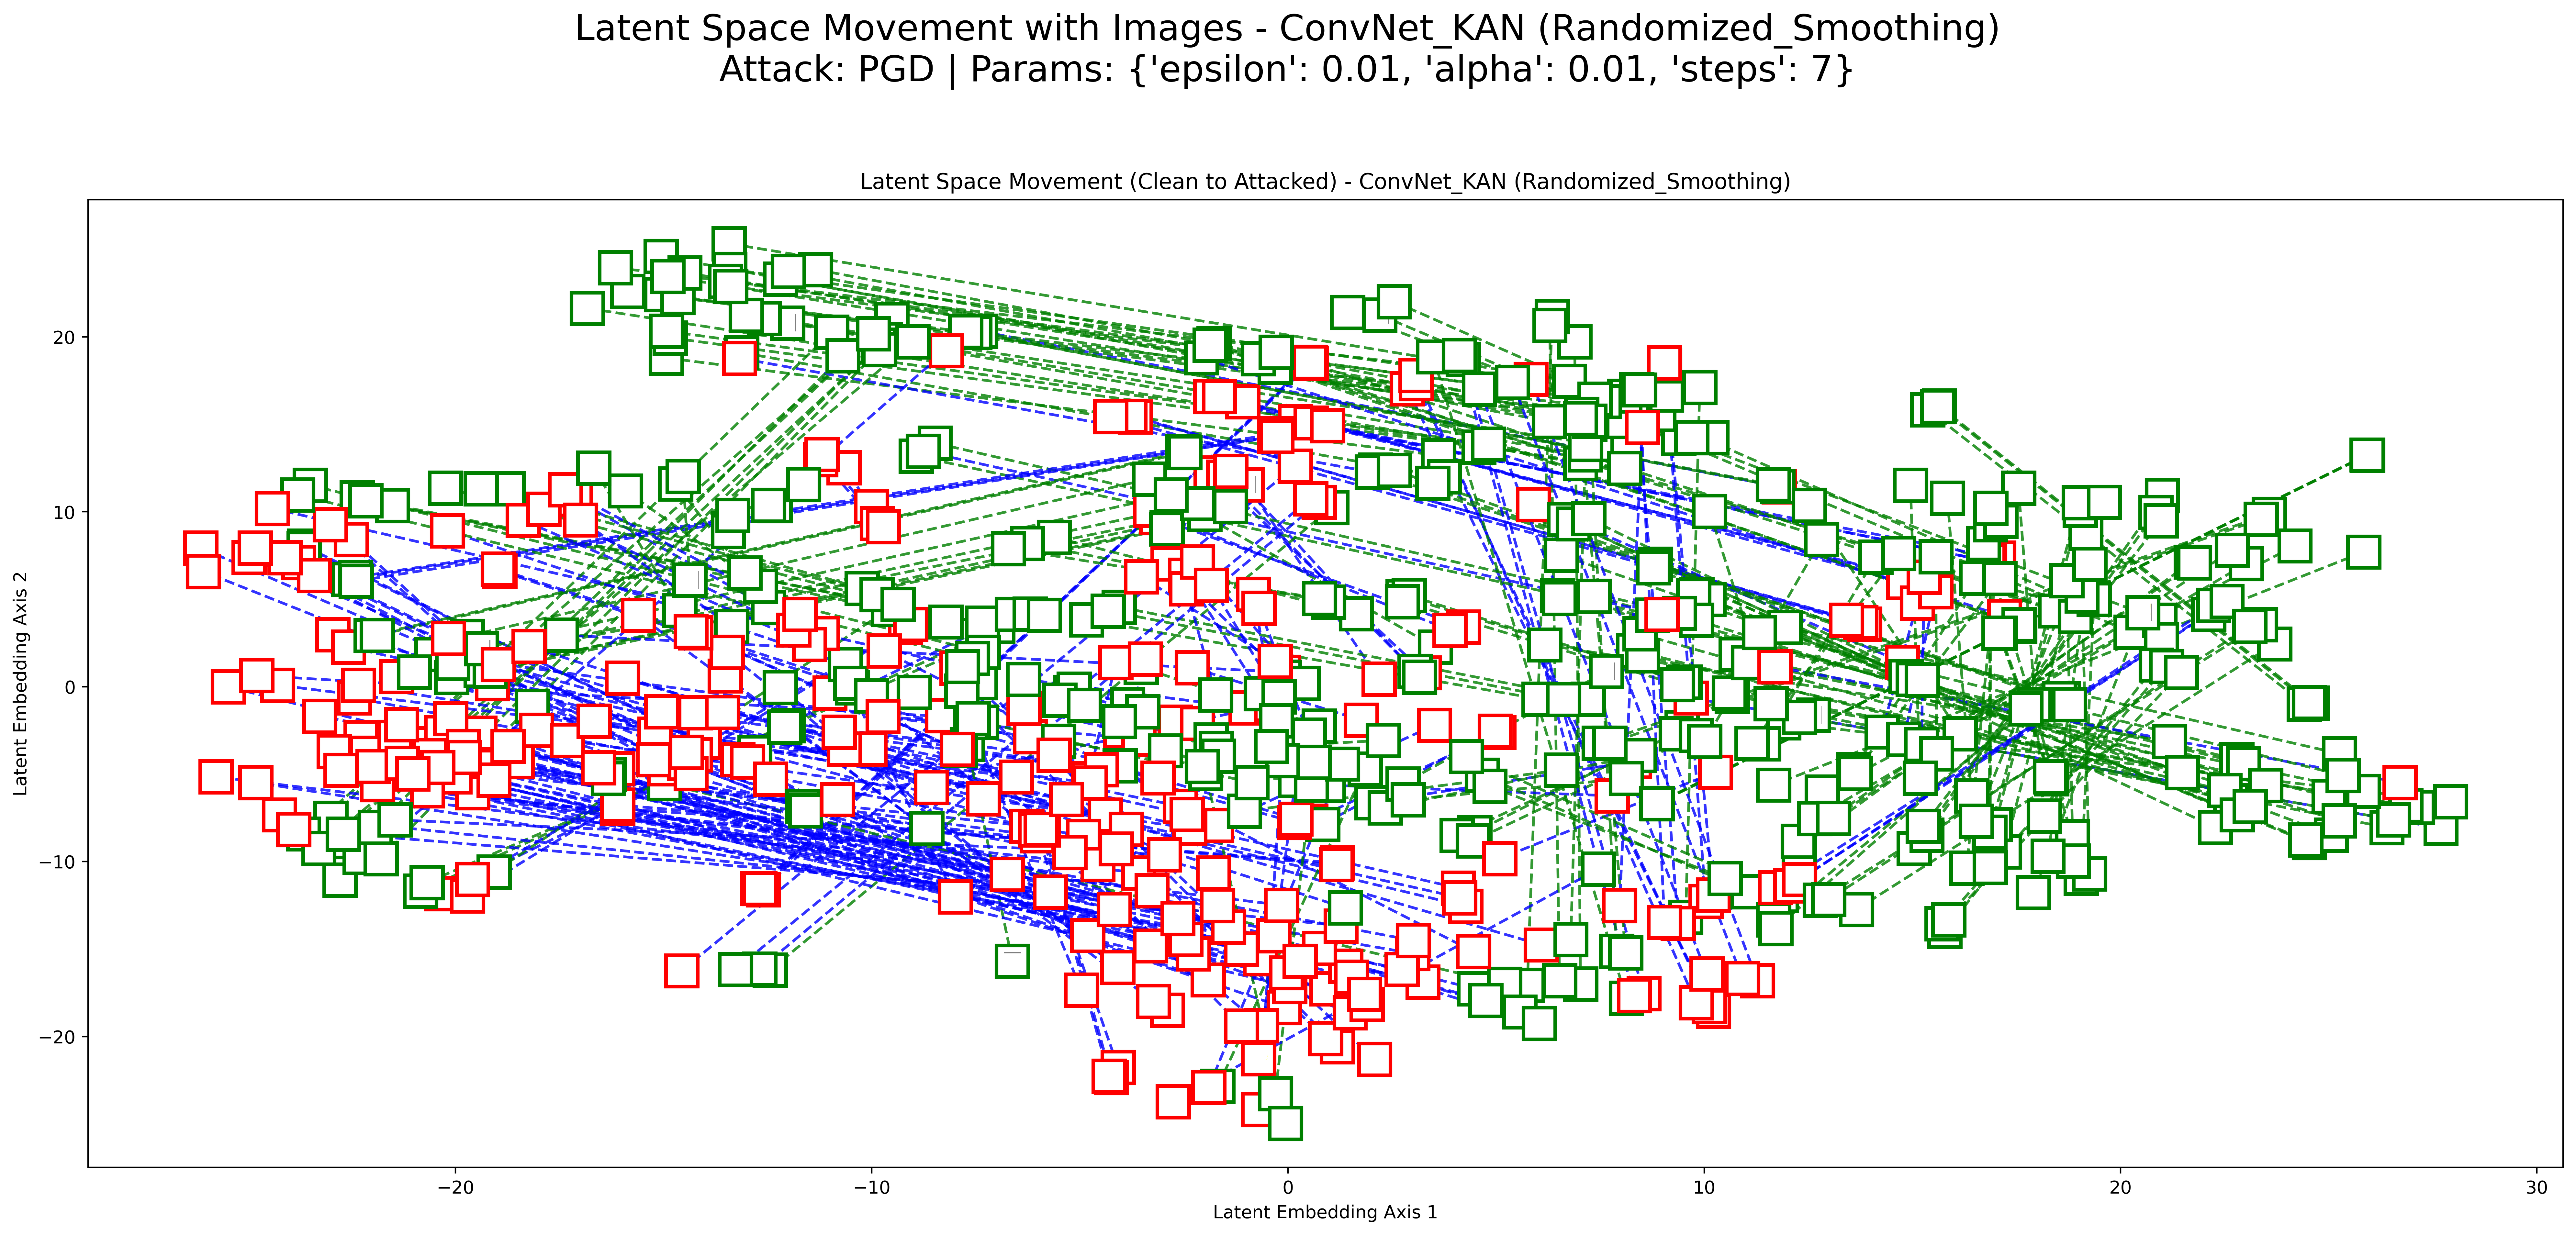 Latent Space Movement with Images - ConvNet_KAN (Randomized_Smoothing)
Attack: PGD | Params: {'epsilon': 0.01, 'alpha': 0.01, 'steps': 7}
Latent Space Movement (Clean to Attacked) - ConvNet_KAN (Randomized_Smoothing)
Latent Embedding Axis 2
20
10
0
−10
−20
−20
−10
0
10
20
30
Latent Embedding Axis 1